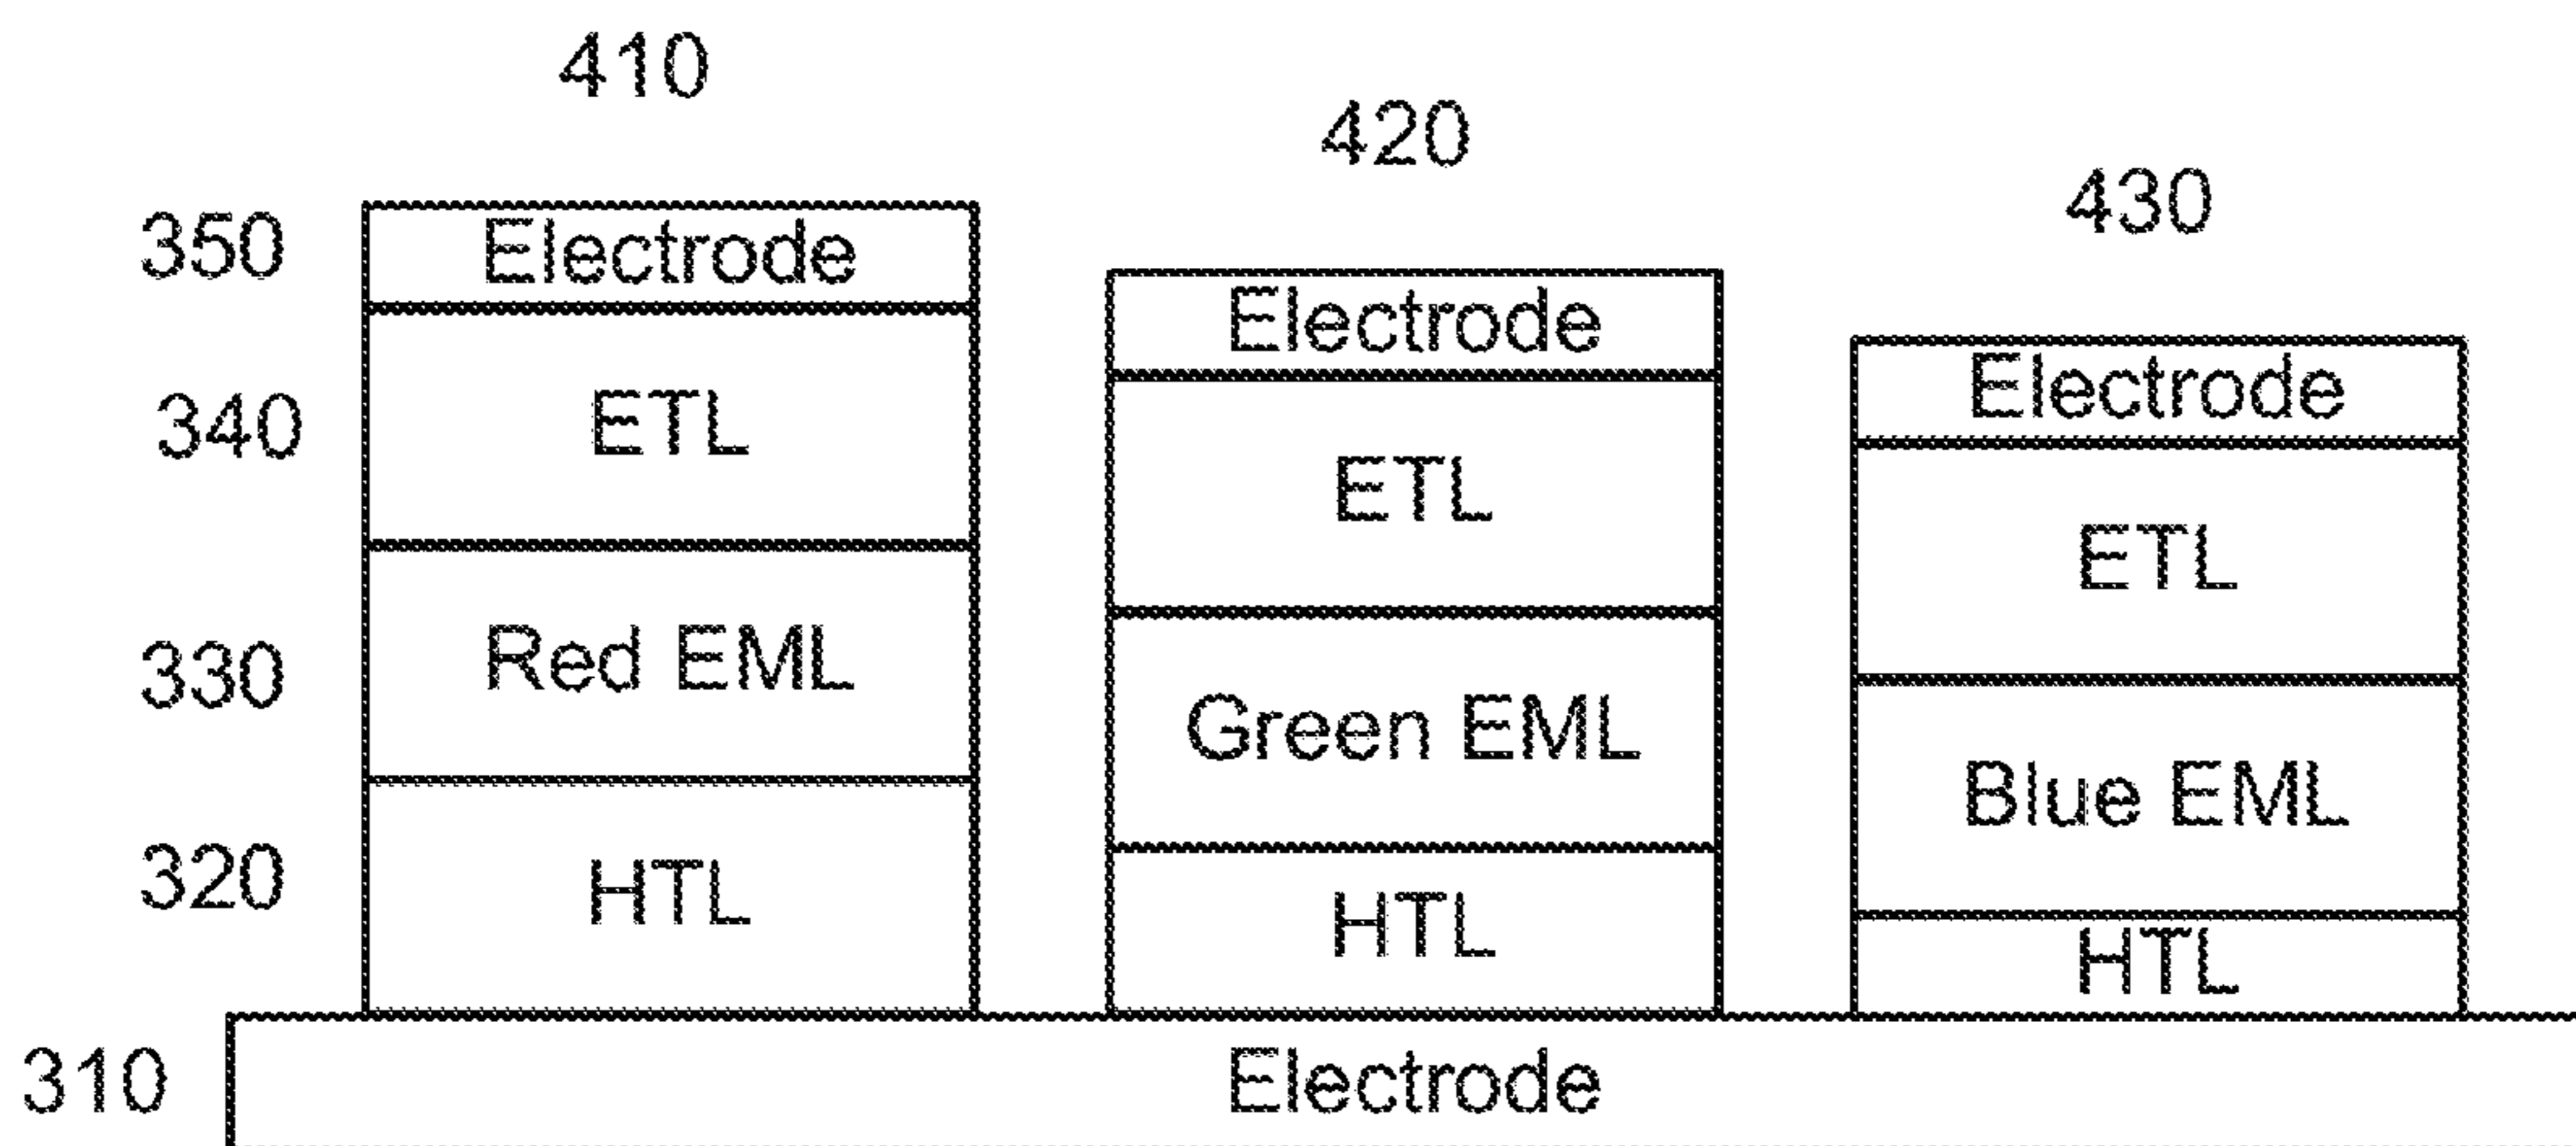 410
420
430
350
Electrode
Electrode
Electrode
340
ETL
ETL
ETL
330
Red EML
Green EML
Blue EML
320
HTL
HTL
HTL
310
Electrode